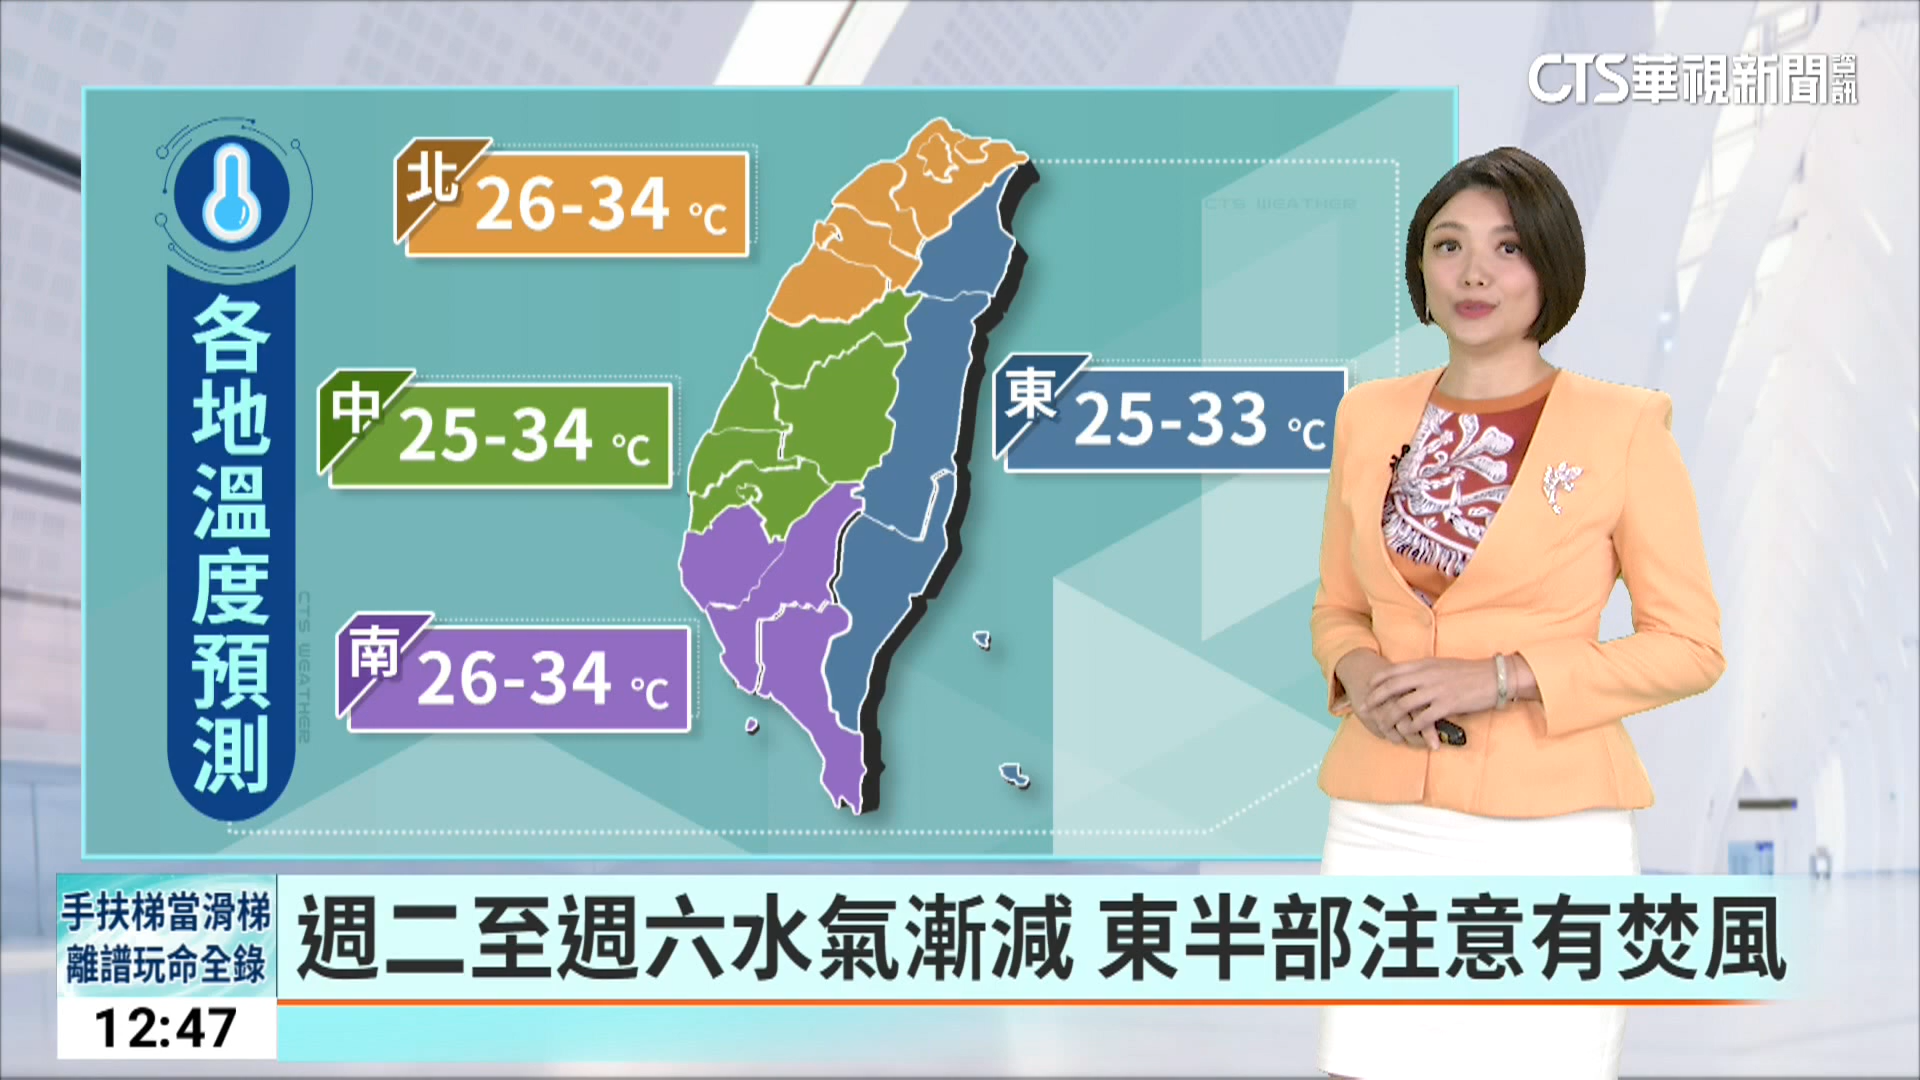 CTS華視新聞資訊
CTS WEATHER
各地溫度預測
CTS WEATHER
北 26-34 °C
中 25-34 °C
東 25-33 °C
南 26-34 °C
手扶梯當滑梯
離譜玩命全錄
週二至週六水氣漸減 東半部注意有焚風
12:47